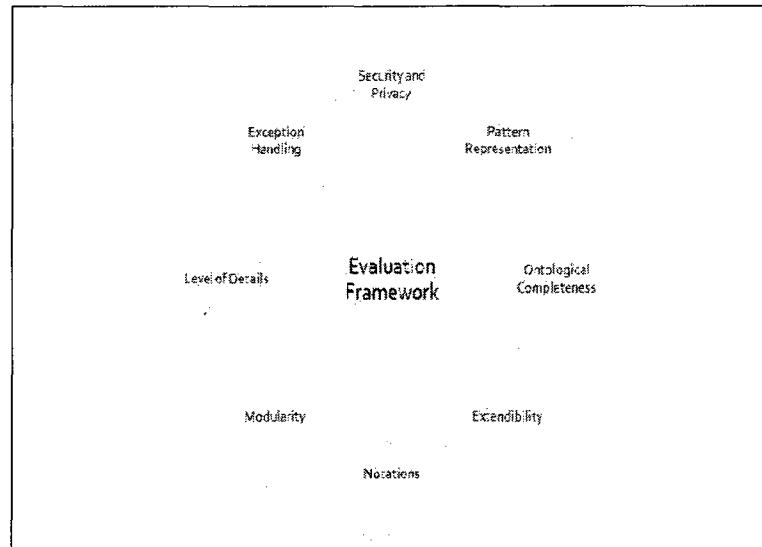 Security and
Privacy
Exception
Handling
Pattern
Representation
Level of Details
Evaluation
Framework
Ontological
Completeness
Modularity
Extendibility
Notations